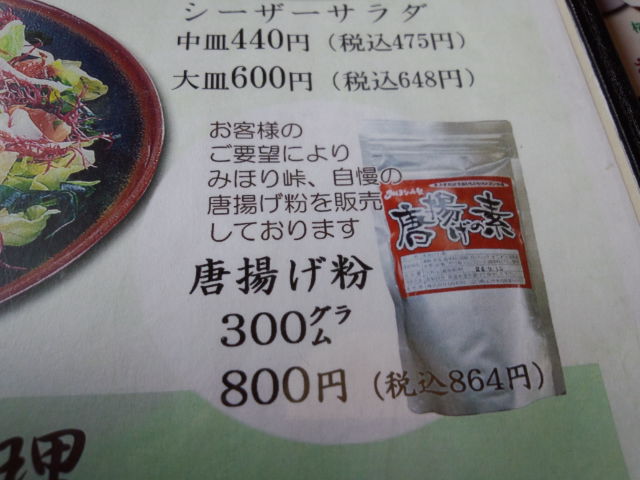 シーザーサラダ
中皿440円（税込475円）
大皿600円（税込648円）
お客様の
ご要望により
みほり峠、自慢の
唐揚げ粉を販売
しております
唐揚げの素
唐揚げ粉
300グラム
800円（税込864円）
理